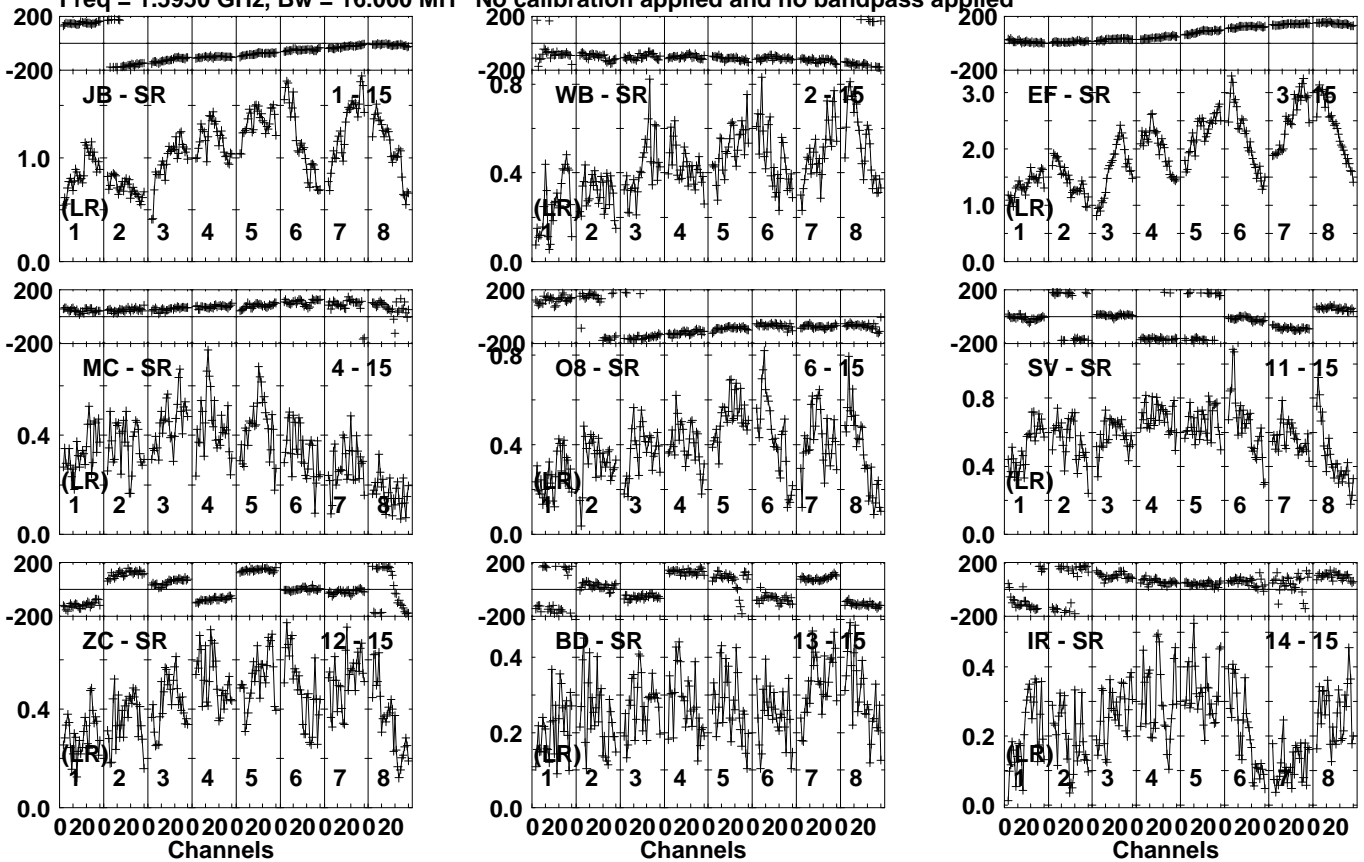 Freq = 1.5950 GHz, Bw = 16.000 MH No calibration applied and no bandpass applied
200 200 200
-200 -200 -200
JB - SR 1 - 15 0.8 WB - SR 2 - 15 3.0 EF - SR 3 - 15
2.0
1.0 0.4
(LR) (LR) 1.0 (LR)
1 2 3 4 5 6 7 8 1 2 3 4 5 6 7 8 1 2 3 4 5 6 7 8
0.0 0.0 0.0
200 200 200
-200 -200 -200
MC - SR 4 - 15 0.8 O8 - SR 6 - 15 SV - SR 11 - 15
0.8
0.4 0.4 0.4
(LR) (LR) (LR)
1 2 3 4 5 6 7 8 1 2 3 4 5 6 7 8 1 2 3 4 5 6 7 8
0.0 0.0 0.0
200 200 200
-200 -200 -200
ZC - SR 12 - 15 BD - SR 13 - 15 IR - SR 14 - 15
0.4 0.4 0.4
0.2 0.2
(LR) (LR) (LR)
1 2 3 4 5 6 7 8 1 2 3 4 5 6 7 8 1 2 3 4 5 6 7 8
0.0 0.0 0.0
0 20 0 20 0 20 0 20 0 20 0 20 0 20 0 20 0 20 0 20 0 20 0 20 0 20 0 20 0 20 0 20 0 20 0 20 0 20 0 20 0 20 0 20 0 20 0 20
Channels Channels Channels